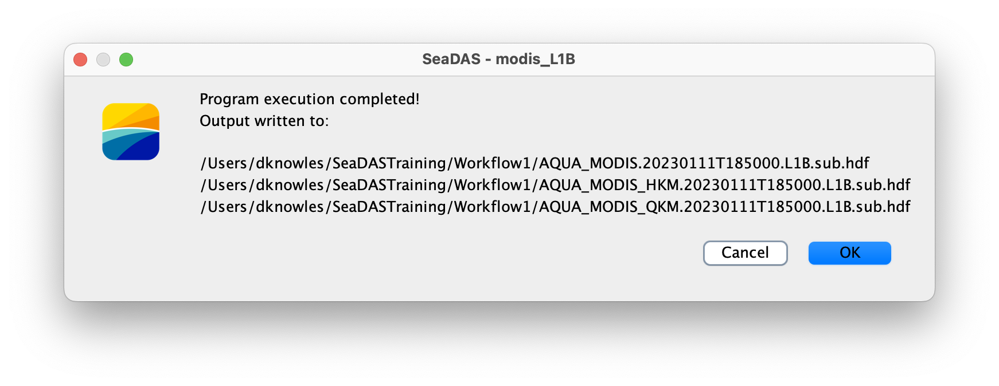 SeaDAS - modis_L1B
Program execution completed!
Output written to:
/Users/dknowles/SeaDASTraining/Workflow1/AQUA_MODIS.20230111T185000.L1B.sub.hdf
/Users/dknowles/SeaDASTraining/Workflow1/AQUA_MODIS_HKM.20230111T185000.L1B.sub.hdf
/Users/dknowles/SeaDASTraining/Workflow1/AQUA_MODIS_QKM.20230111T185000.L1B.sub.hdf
Cancel OK